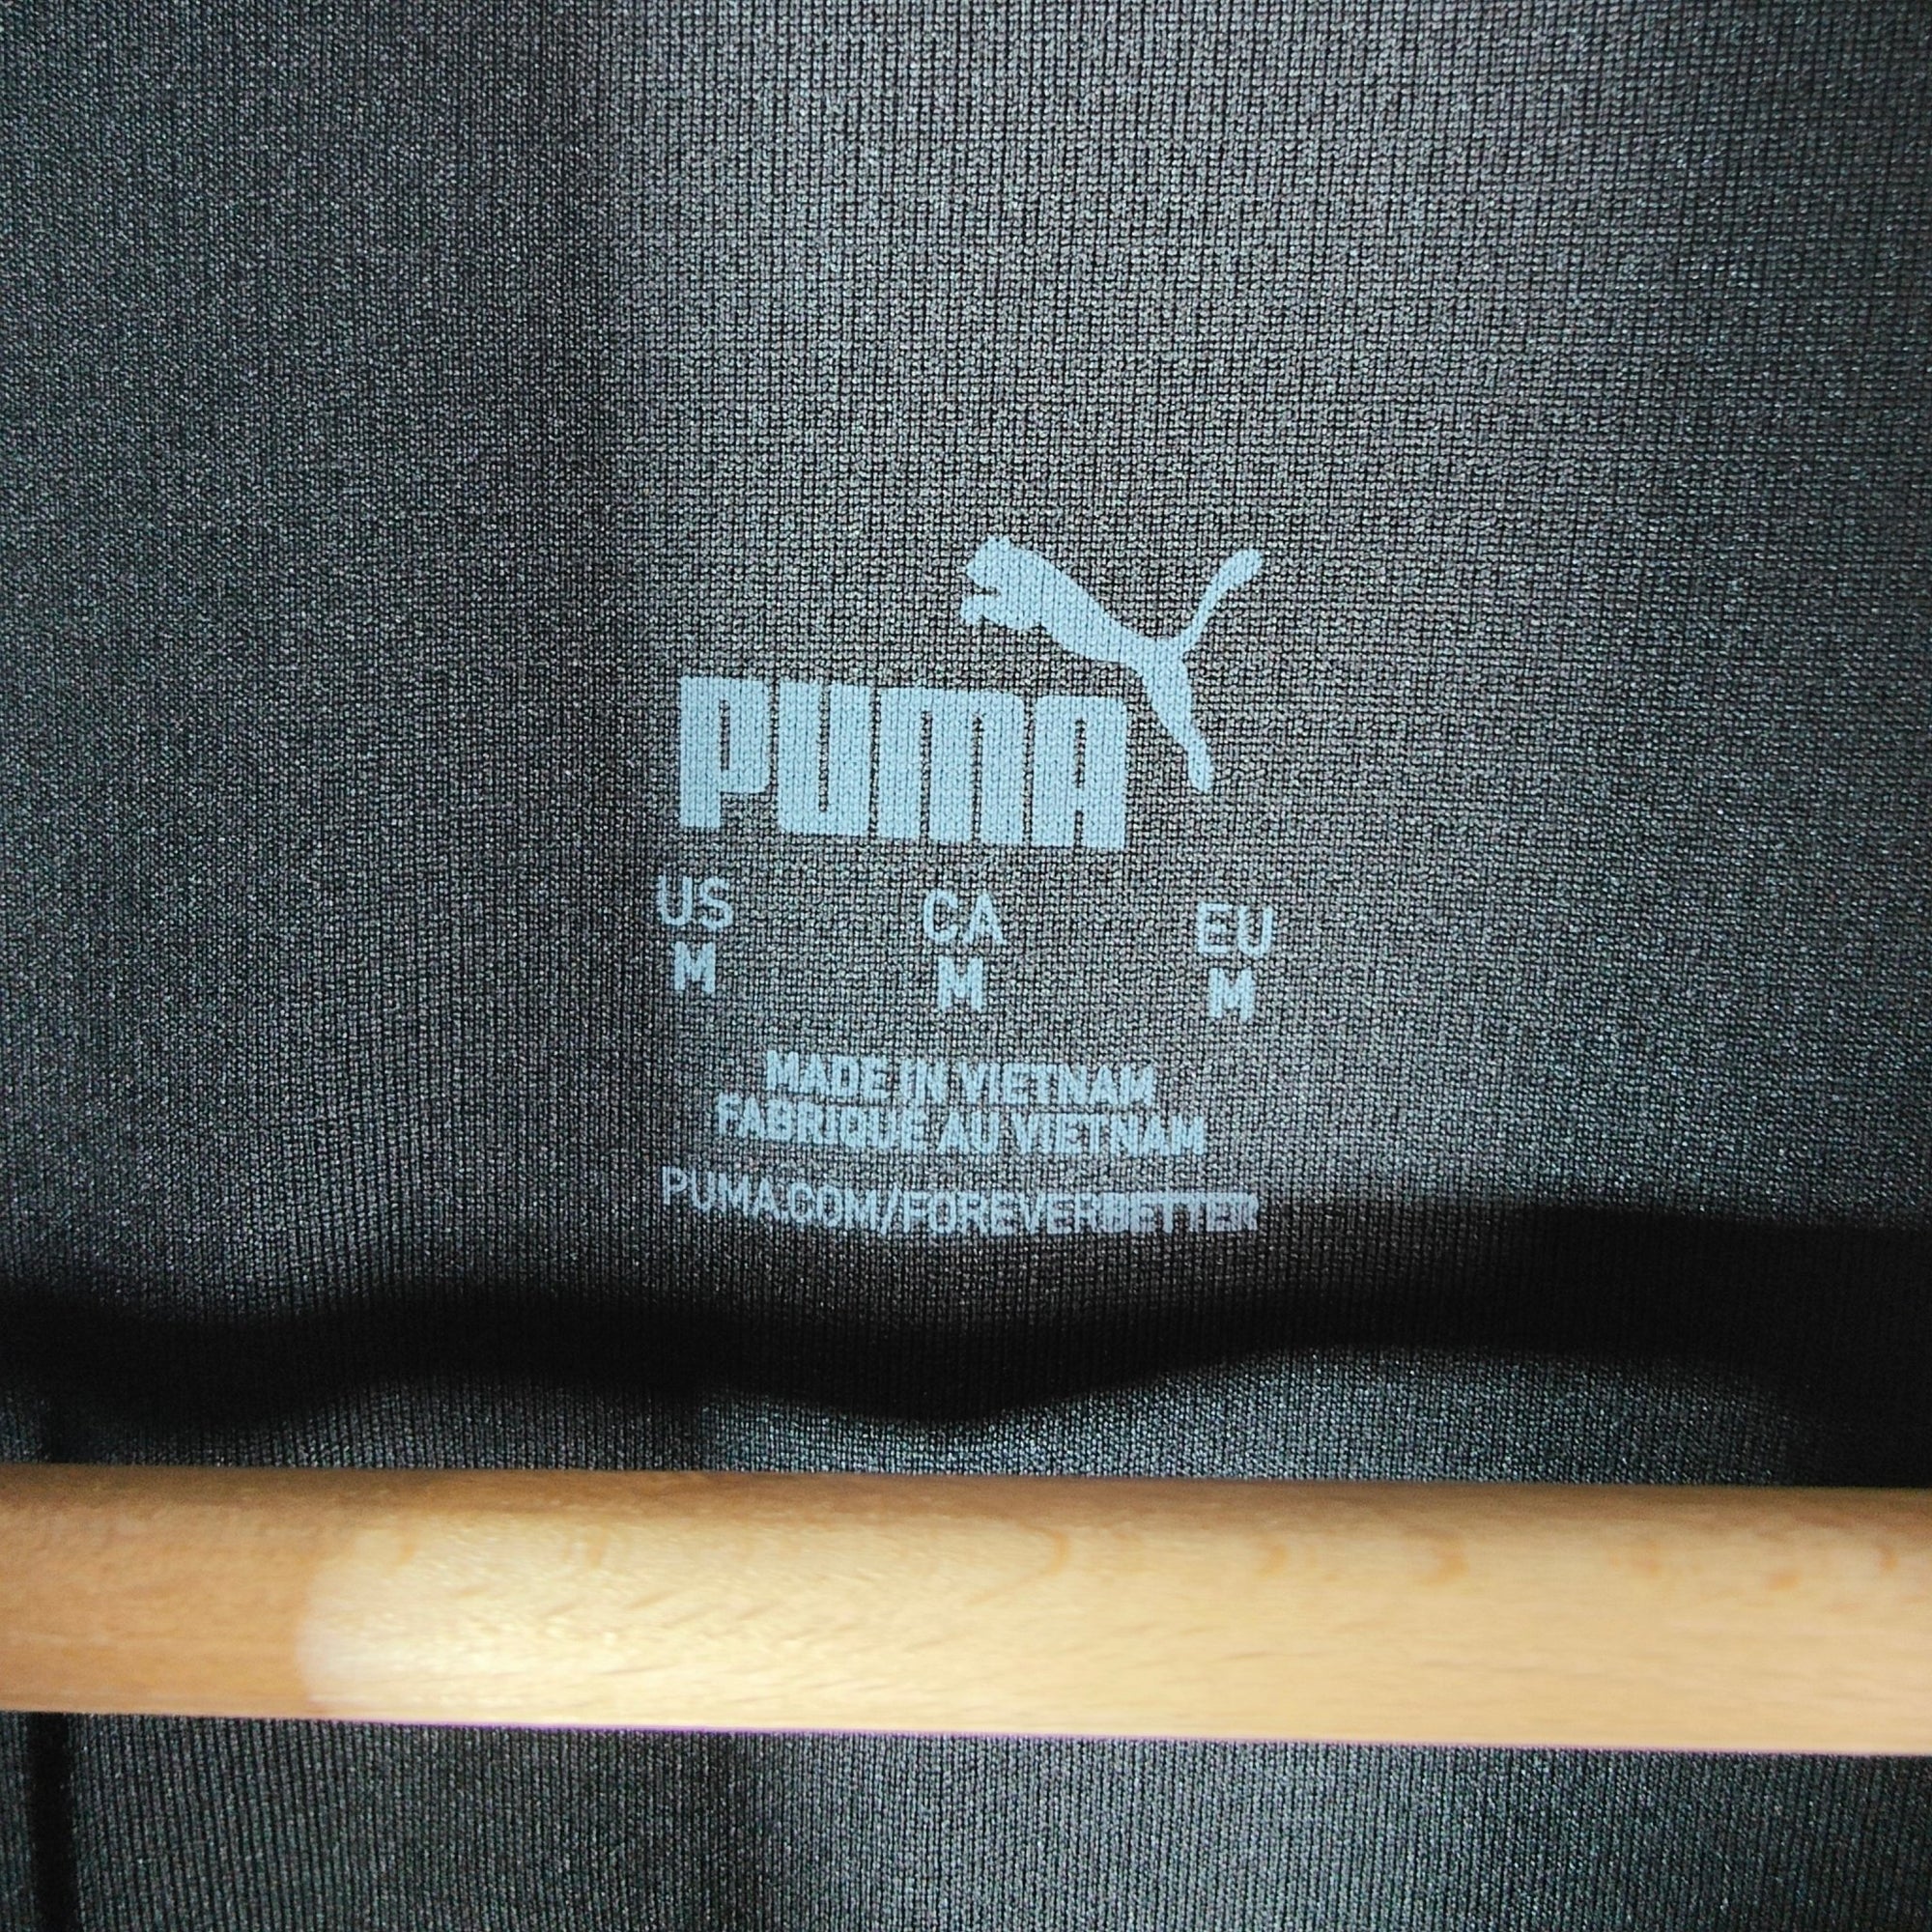 PUMA
US CA EU
M M M
MADE IN VIETNAM
FABRIQUÉ AU VIETNAM
PUMA.COM/FOREVERBETTER